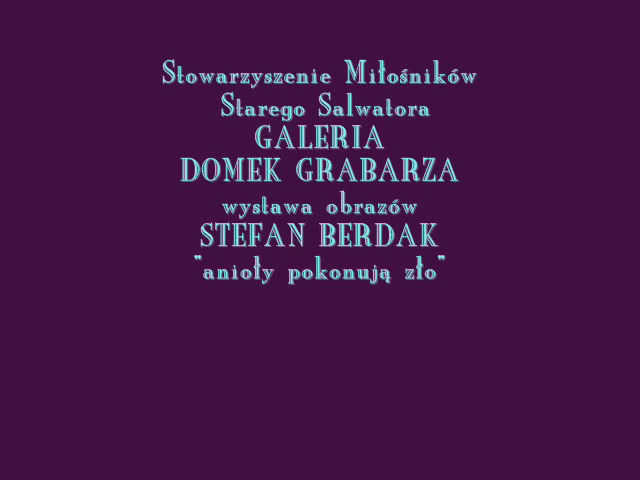 Stowarzyszenie Miłośników
Starego Salwatora
GALERIA
DOMEK GRABARZA
wystawa obrazów
STEFAN BERDAK
"anioły pokonują zło"